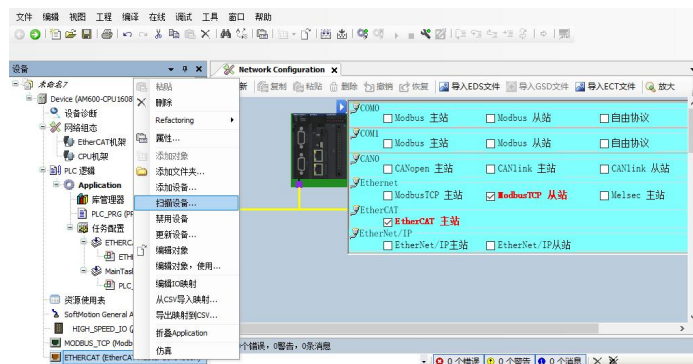 文件 编辑 视图 工程 编译 在线 调试 工具 窗口 帮助
设备
Network Configuration
未命名7
Device (AM600-CPU1608
设备诊断
网络组态
EtherCAT机架
CPU机架
PLC 逻辑
Application
库管理器
PLC_PRG (PR
任务配置
ETHERC
ETHE
MainTask
PLC_
资源使用表
SoftMotion General A
HIGH_SPEED_IO (
MODBUS_TCP (Modb
ETHERCAT (EtherCA
粘贴
删除
Refactoring
属性...
添加对象
添加文件夹...
添加设备...
扫描设备...
禁用设备
更新设备...
编辑对象
编辑对象，使用...
编辑IO映射
从CSV导入映射...
导出映射到CSV...
折叠Application
仿真
新 复制 粘贴 删除 撤销 恢复 导入EDS文件 导入GSD文件 导入ECT文件 放大
COM0
Modbus 主站 Modbus 从站 自由协议
COM1
Modbus 主站 Modbus 从站 自由协议
CAN0
CANopen 主站 CANlink 主站 CANlink 从站
Ethernet
ModbusTCP 主站 ModbusTCP 从站 Melsec 主站
EtherCAT
EtherCAT 主站
EtherNet/IP
EtherNet/IP主站 EtherNet/IP从站
个错误，0警告，0条消息
0 个错误 0 个警告 0 个消息